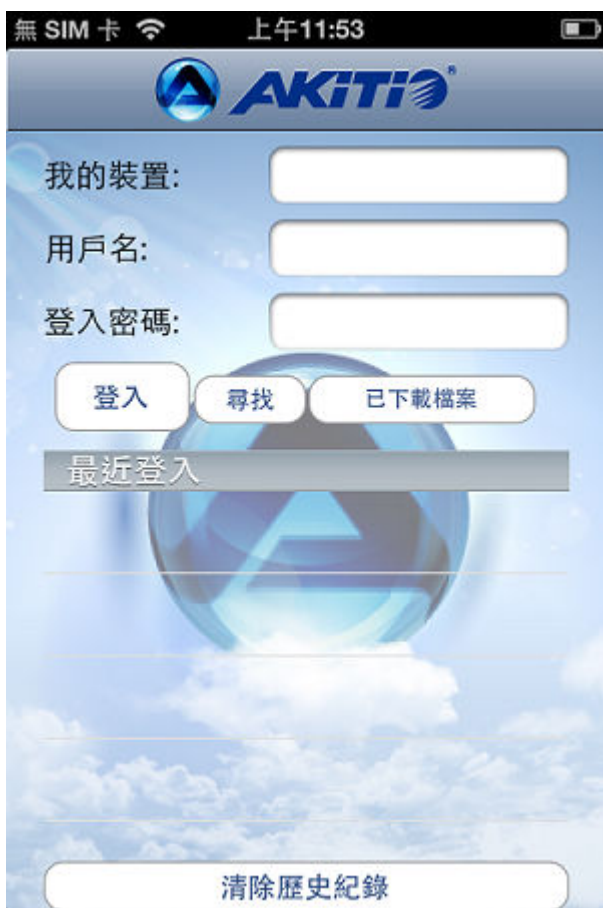 無 SIM 卡 上午11:53
AKiTiO®
我的裝置:
用戶名:
登入密碼:
登入 尋找 已下載檔案
最近登入
清除歷史紀錄